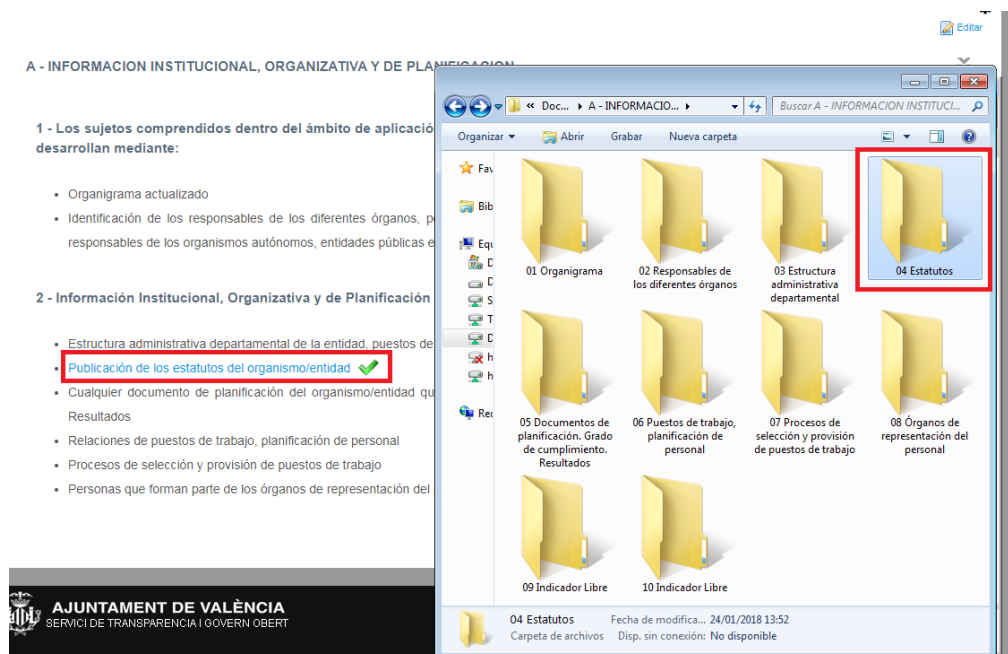 Editar
A - INFORMACION INSTITUCIONAL, ORGANIZATIVA Y DE PLANIFICACION
1 - Los sujetos comprendidos dentro del ámbito de aplicació
desarrollan mediante:
Organigrama actualizado
Identificación de los responsables de los diferentes órganos, p
responsables de los organismos autónomos, entidades públicas e
2 - Información Institucional, Organizativa y de Planificación
Estructura administrativa departamental de la entidad, puestos de
Publicación de los estatutos del organismo/entidad
Cualquier documento de planificación del organismo/entidad qu
Resultados
Relaciones de puestos de trabajo, planificación de personal
Procesos de selección y provisión de puestos de trabajo
Personas que forman parte de los órganos de representación del
AJUNTAMENT DE VALÈNCIA
SERVICI DE TRANSPARENCIA I GOVERN OBERT
« Doc... A - INFORMACIO... Buscar A - INFORMACION INSTITUCI...
Organizar Abrir Grabar Nueva carpeta
Fav
Bib
Equ
D
C
S
T
D
h
h
Rec
01 Organigrama
02 Responsables de
los diferentes órganos
03 Estructura
administrativa
departamental
04 Estatutos
05 Documentos de
planificación. Grado
de cumplimiento.
Resultados
06 Puestos de trabajo,
planificación de
personal
07 Procesos de
selección y provisión
de puestos de trabajo
08 Órganos de
representación del
personal
09 Indicador Libre
10 Indicador Libre
04 Estatutos Fecha de modifica... 24/01/2018 13:52
Carpeta de archivos Disp. sin conexión: No disponible